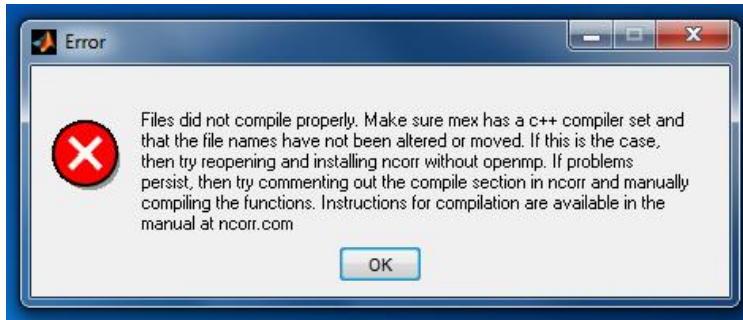 Error
Files did not compile properly. Make sure mex has a c++ compiler set and
that the file names have not been altered or moved. If this is the case,
then try reopening and installing ncorr without openmp. If problems
persist, then try commenting out the compile section in ncorr and manually
compiling the functions. Instructions for compilation are available in the
manual at ncorr.com
OK